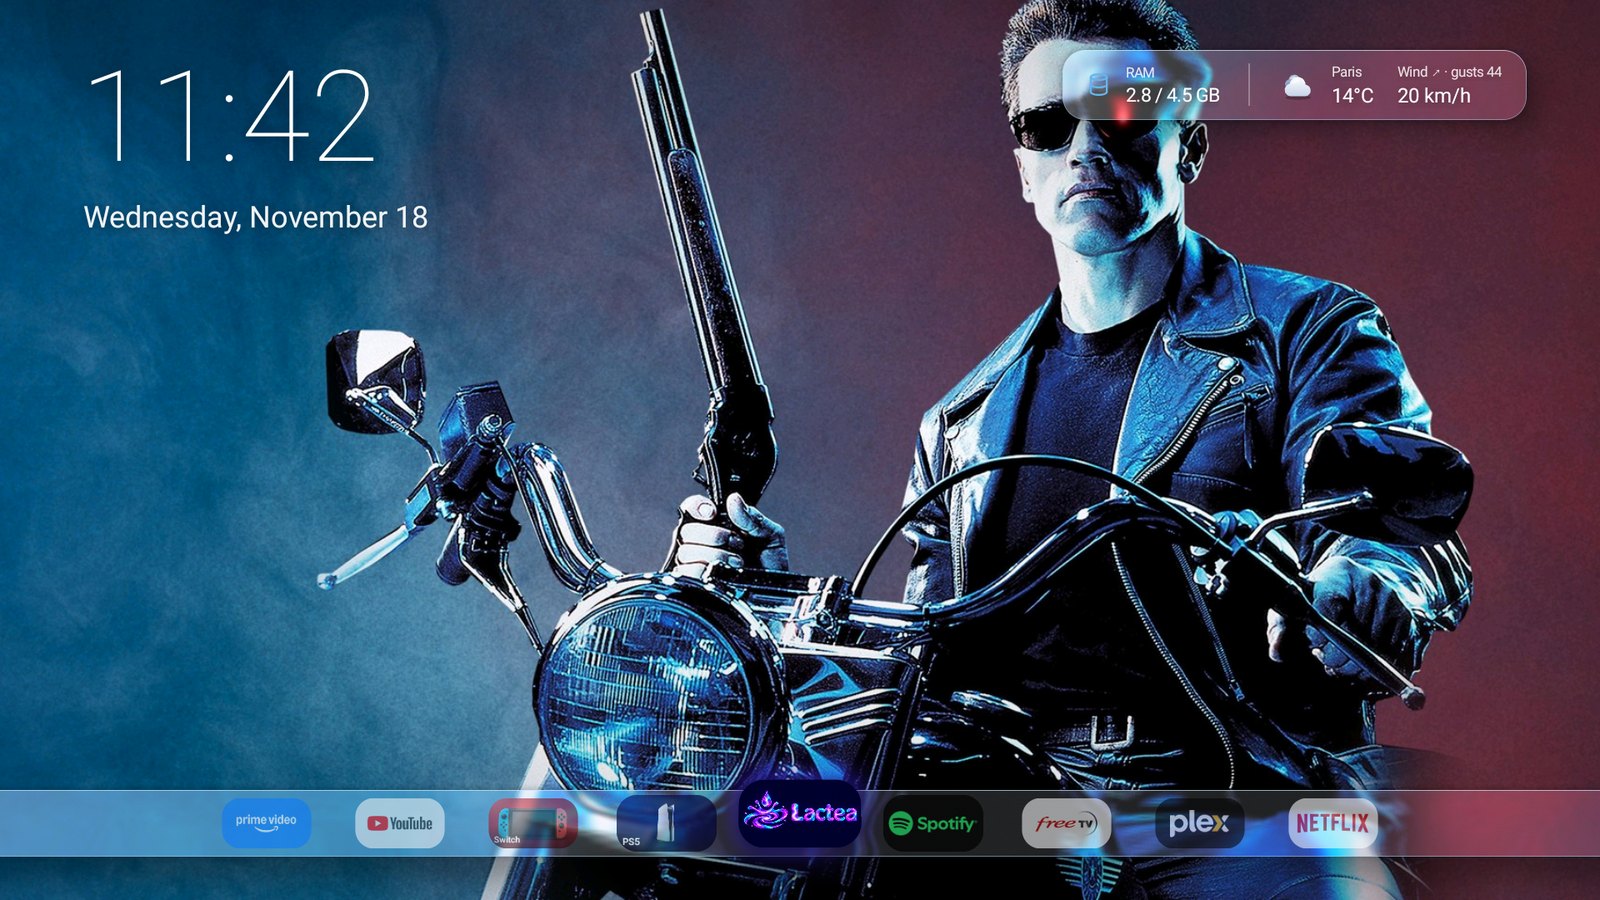 11:42
Wednesday, November 18
RAM
2.8 / 4.5 GB
Paris
14°C
Wind ↗ · gusts 44
20 km/h
prime video
YouTube
Switch
PS5
Lactea
Spotify
free TV
plex
NETFLIX